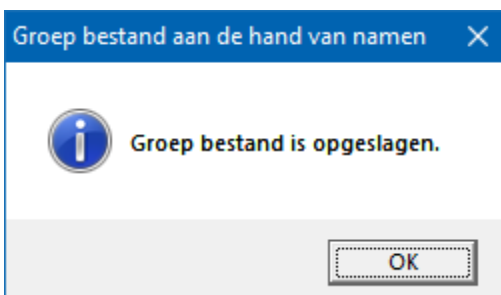 Groep bestand aan de hand van namen
Groep bestand is opgeslagen.
OK